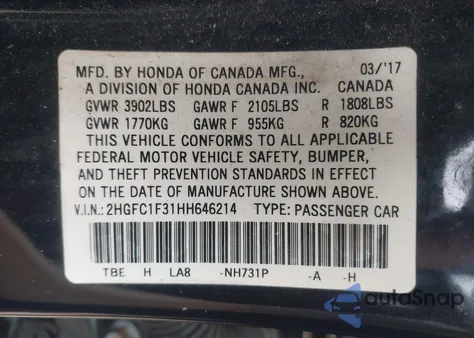 MFD. BY HONDA OF CANADA MFG., 03/'17
A DIVISION OF HONDA CANADA INC. CANADA
GVWR 3902LBS GAWR F 2105LBS R 1808LBS
GVWR 1770KG GAWR F 955KG R 820KG
THIS VEHICLE CONFORMS TO ALL APPLICABLE
FEDERAL MOTOR VEHICLE SAFETY, BUMPER,
AND THEFT PREVENTION STANDARDS IN EFFECT
ON THE DATE OF MANUFACTURE SHOWN ABOVE.
V.I.N.: 2HGFC1F31HH646214 TYPE: PASSENGER CAR
TBE H LA8 -NH731P -A -H
autoSnap